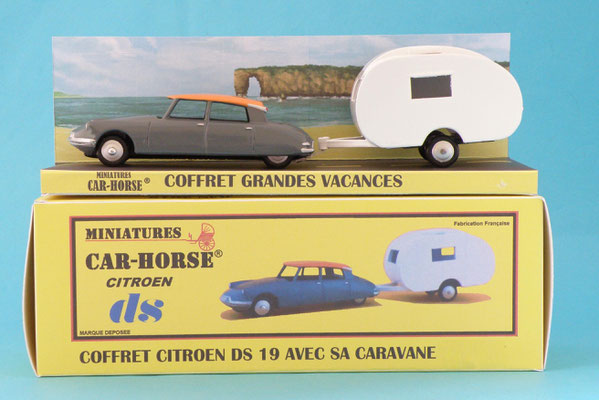 MINIATURES
CAR-HORSE® COFFRET GRANDES VACANCES
MINIATURES
Fabrication Française
CAR-HORSE®
CITROEN
ds
MARQUE DEPOSEE
COFFRET CITROEN DS 19 AVEC SA CARAVANE